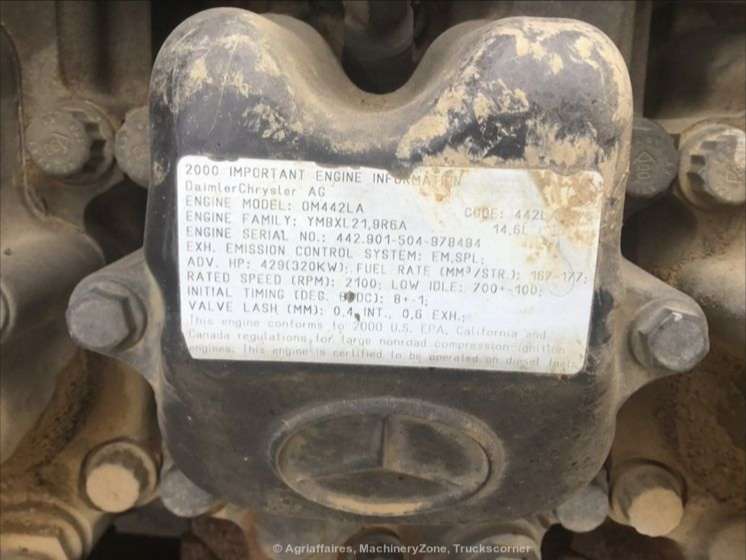 2000 IMPORTANT ENGINE INFORMATION
DaimlerChrysler AG
ENGINE MODEL: OM442LA CODE: 442L
ENGINE FAMILY: YMBXL21,9R6A 14,6L
ENGINE SERIAL NO.: 442.901-504-978494
EXH. EMISSION CONTROL SYSTEM: EM,SPL;
ADV. HP: 429(320KW); FUEL RATE (MM³/STR.): 167-177;
RATED SPEED (RPM): 2100; LOW IDLE: 700+-100;
INITIAL TIMING (DEG. BTDC): 8+-1;
VALVE LASH (MM): 0,4 INT., 0,6 EXH.;
This engine conforms to 2000 U.S. EPA, California and
Canada regulations for large nonroad compression-ignition
engines. This engine is certified to be operated on diesel fuel.
© Agriaffaires, MachineryZone, Truckscorner